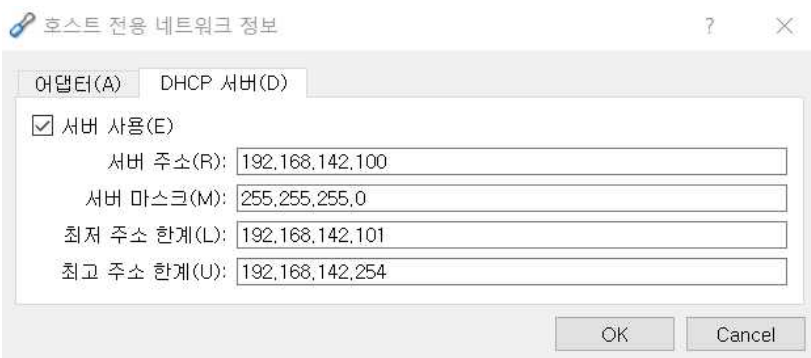 호스트 전용 네트워크 정보 ?
어댑터(A) DHCP 서버(D)
서버 사용(E)
서버 주소(R): 192,168,142,100
서버 마스크(M): 255,255,255,0
최저 주소 한계(L): 192,168,142,101
최고 주소 한계(U): 192,168,142,254
OK Cancel